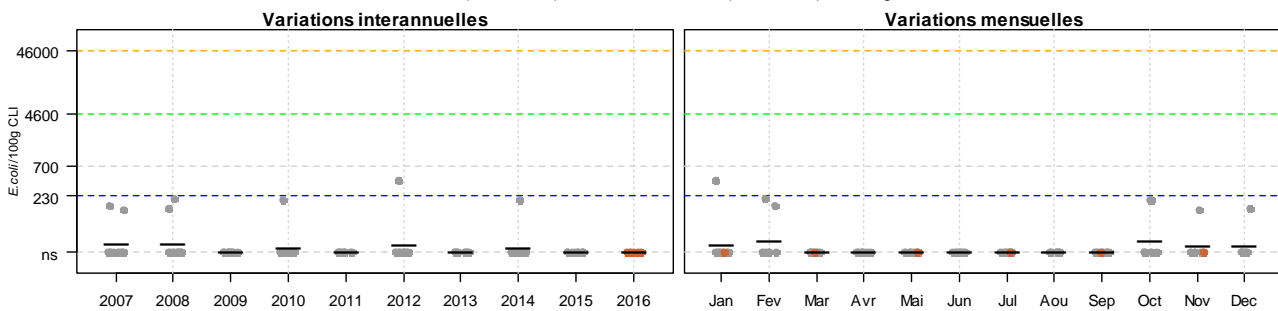 Variations interannuelles
Variations mensuelles
E.coli/100g CLI
46000
4600
700
230
ns
2007 2008 2009 2010 2011 2012 2013 2014 2015 2016
Jan Fev Mar Avr Mai Jun Jul Aou Sep Oct Nov Dec